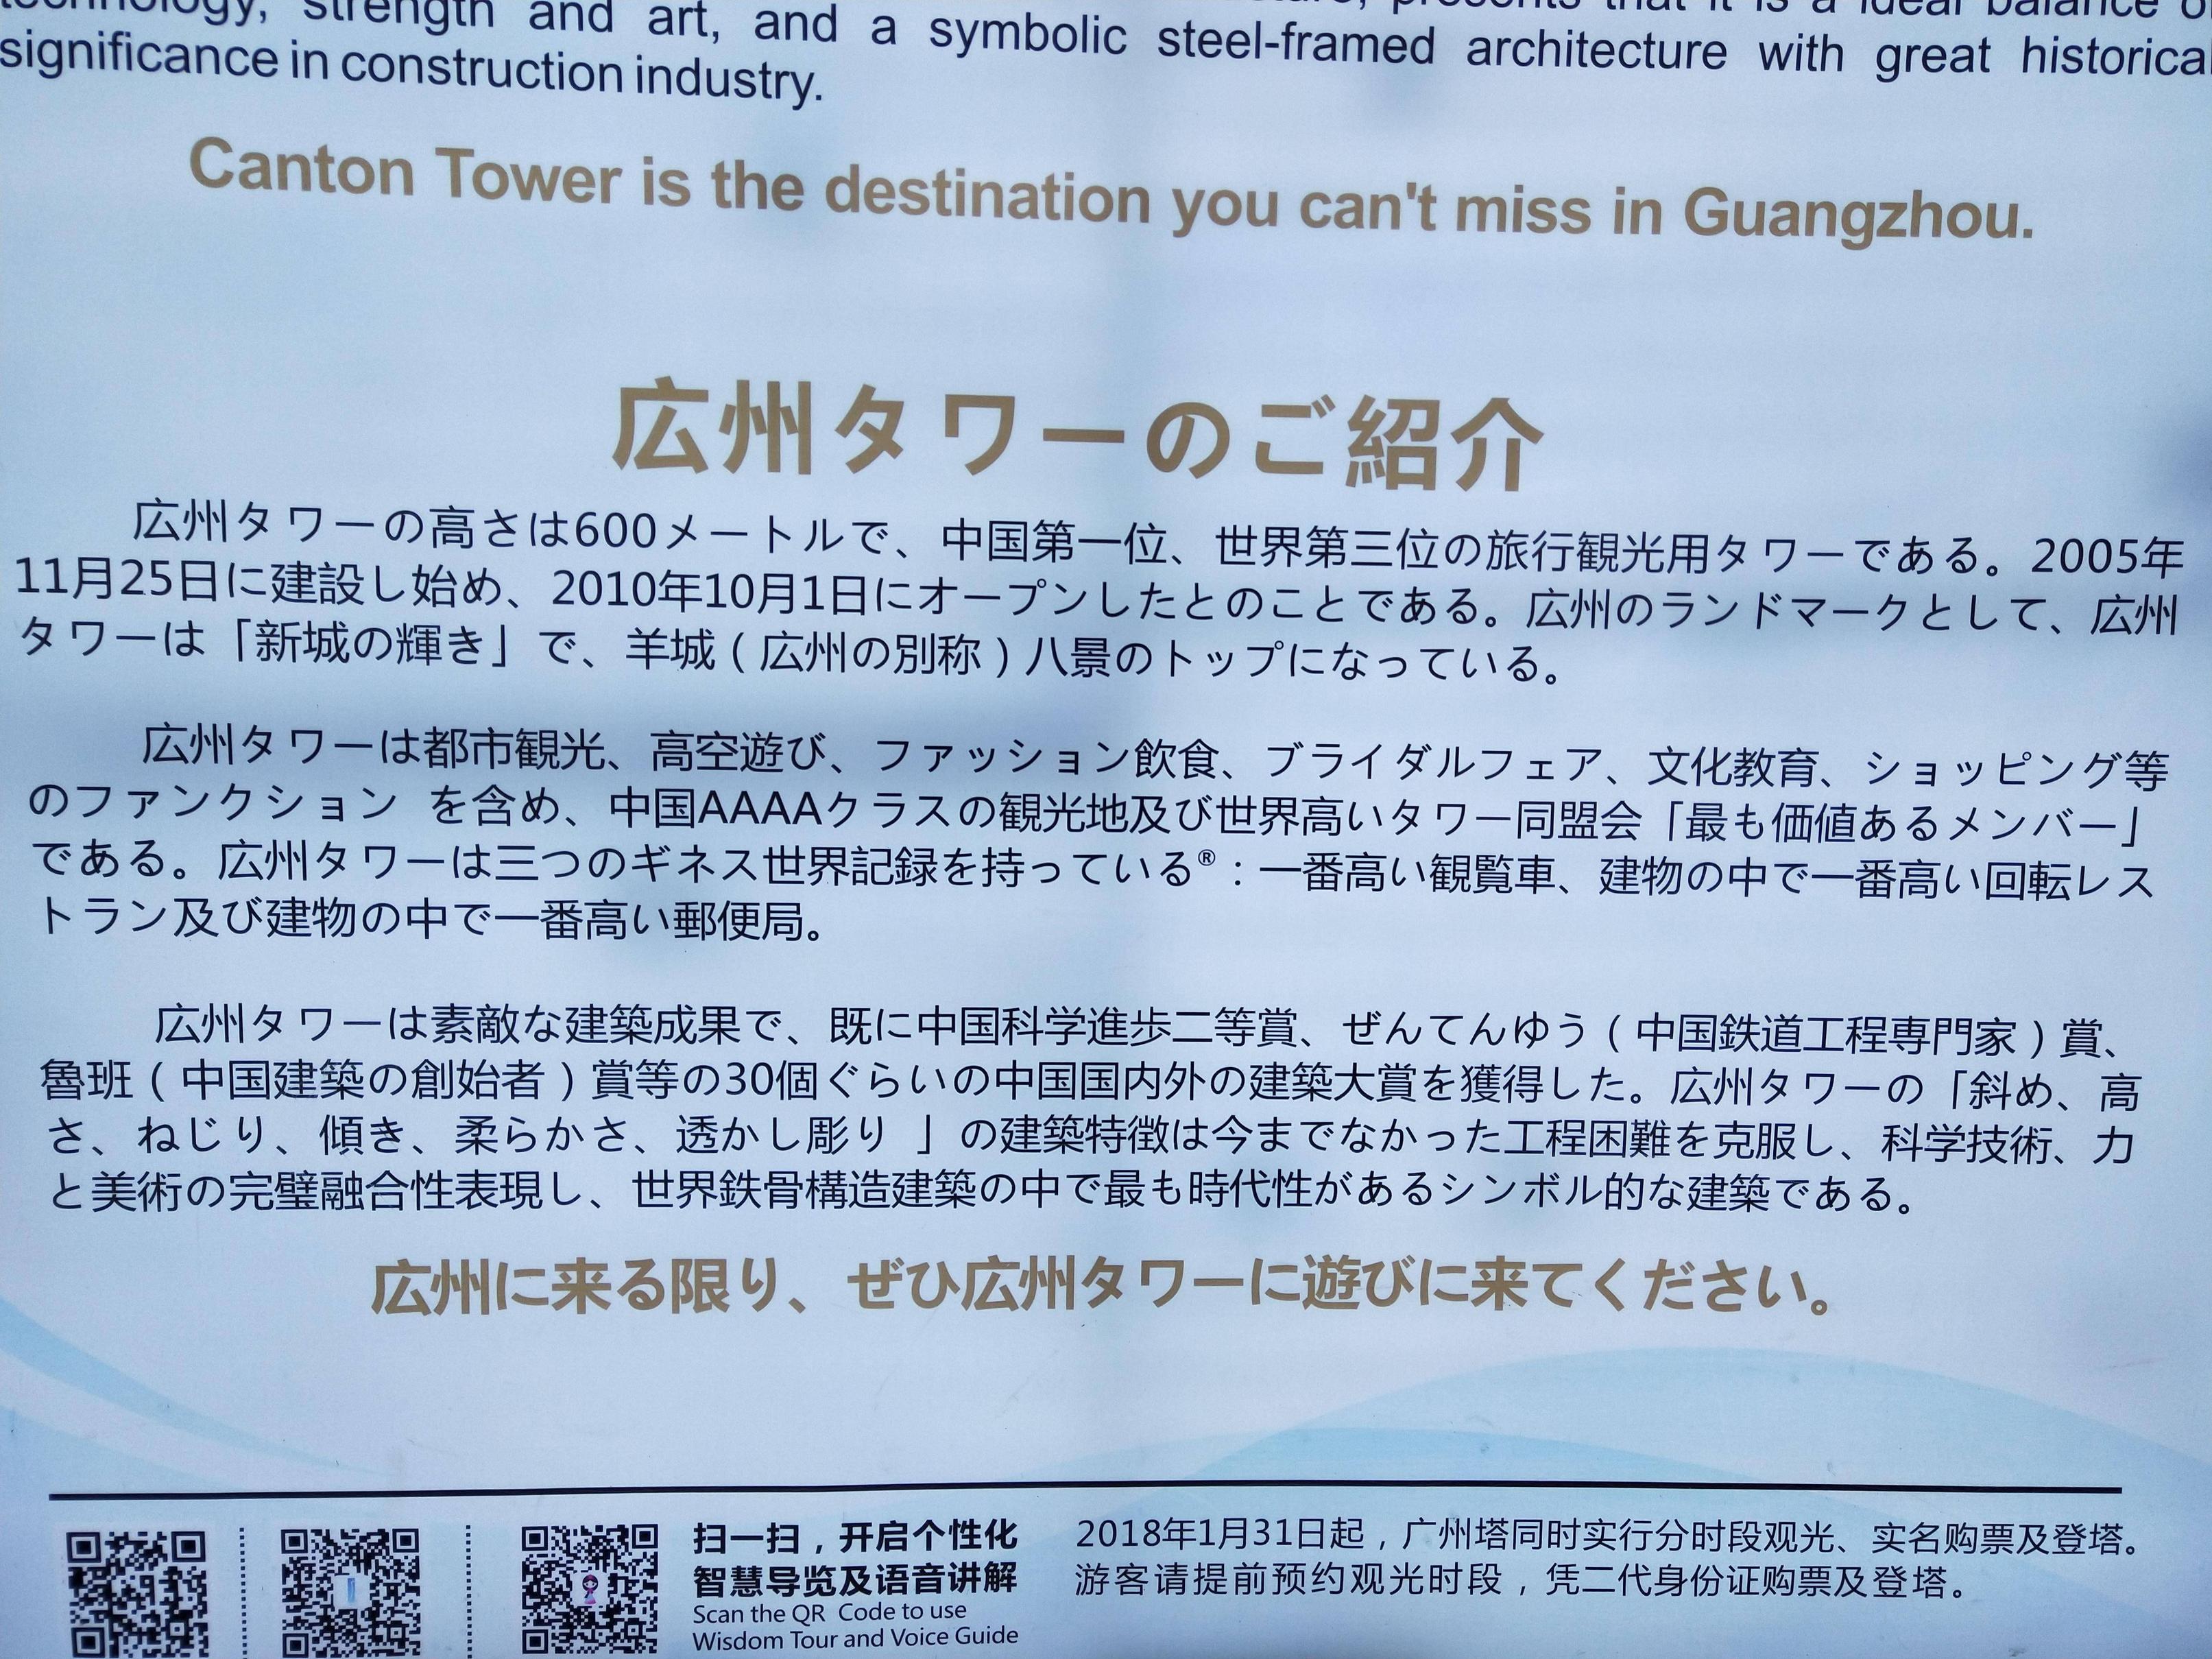 strength and art, and a symbolic steel-framed architecture with great historical
significance in construction industry.
Canton Tower is the destination you can't miss in Guangzhou.
広州タワーのご紹介
広州タワーの高さは600メートルで、中国第一位、世界第三位の旅行観光用タワーである。2005年
11月25日に建設し始め、2010年10月1日にオープンしたとのことである。広州のランドマークとして、広州
タワーは「新城の輝き」で、羊城（広州の別称）八景のトップになっている。
広州タワーは都市観光、高空遊び、ファッション飲食、ブライダルフェア、文化教育、ショッピング等
のファンクション を含め、中国AAAAクラスの観光地及び世界高いタワー同盟会「最も価値あるメンバー」
である。広州タワーは三つのギネス世界記録を持っている®：一番高い観覧車、建物の中で一番高い回転レス
トラン及び建物の中で一番高い郵便局。
広州タワーは素敵な建築成果で、既に中国科学進歩二等賞、ぜんてんゆう（中国鉄道工程専門家）賞、
魯班（中国建築の創始者）賞等の30個ぐらいの中国国内外の建築大賞を獲得した。広州タワーの「斜め、高
さ、ねじり、傾き、柔らかさ、透かし彫り 」の建築特徴は今までなかった工程困難を克服し、科学技術、力
と美術の完璧融合性表現し、世界鉄骨構造建築の中で最も時代性があるシンボル的な建築である。
広州に来る限り、ぜひ広州タワーに遊びに来てください。
扫一扫，开启个性化
智慧导览及语音讲解
Scan the QR Code to use
Wisdom Tour and Voice Guide
2018年1月31日起，广州塔同时实行分时段观光、实名购票及登塔。
游客请提前预约观光时段，凭二代身份证购票及登塔。